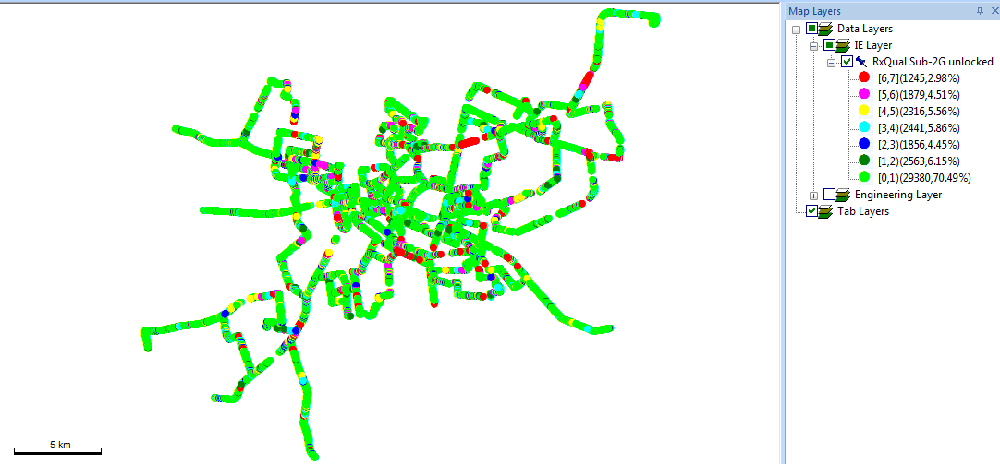 Map Layers
Data Layers
IE Layer
RxQual Sub-2G unlocked
[6,7](1245,2.98%)
[5,6)(1879,4.51%)
[4,5)(2316,5.56%)
[3,4)(2441,5.86%)
[2,3)(1856,4.45%)
[1,2)(2563,6.15%)
[0,1)(29380,70.49%)
Engineering Layer
Tab Layers
5 km